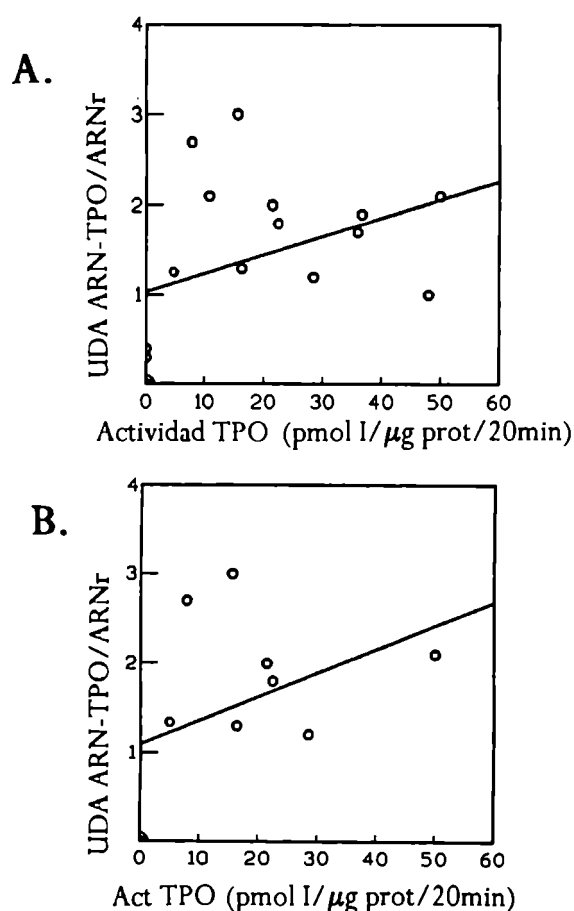 A.
4
3
2
1
UDA ARN-TPO/ARNr
0 10 20 30 40 50 60
Actividad TPO (pmol I/µg prot/20min)
B.
4
3
2
1
UDA ARN-TPO/ARNr
0 10 20 30 40 50 60
Act TPO (pmol I/µg prot/20min)